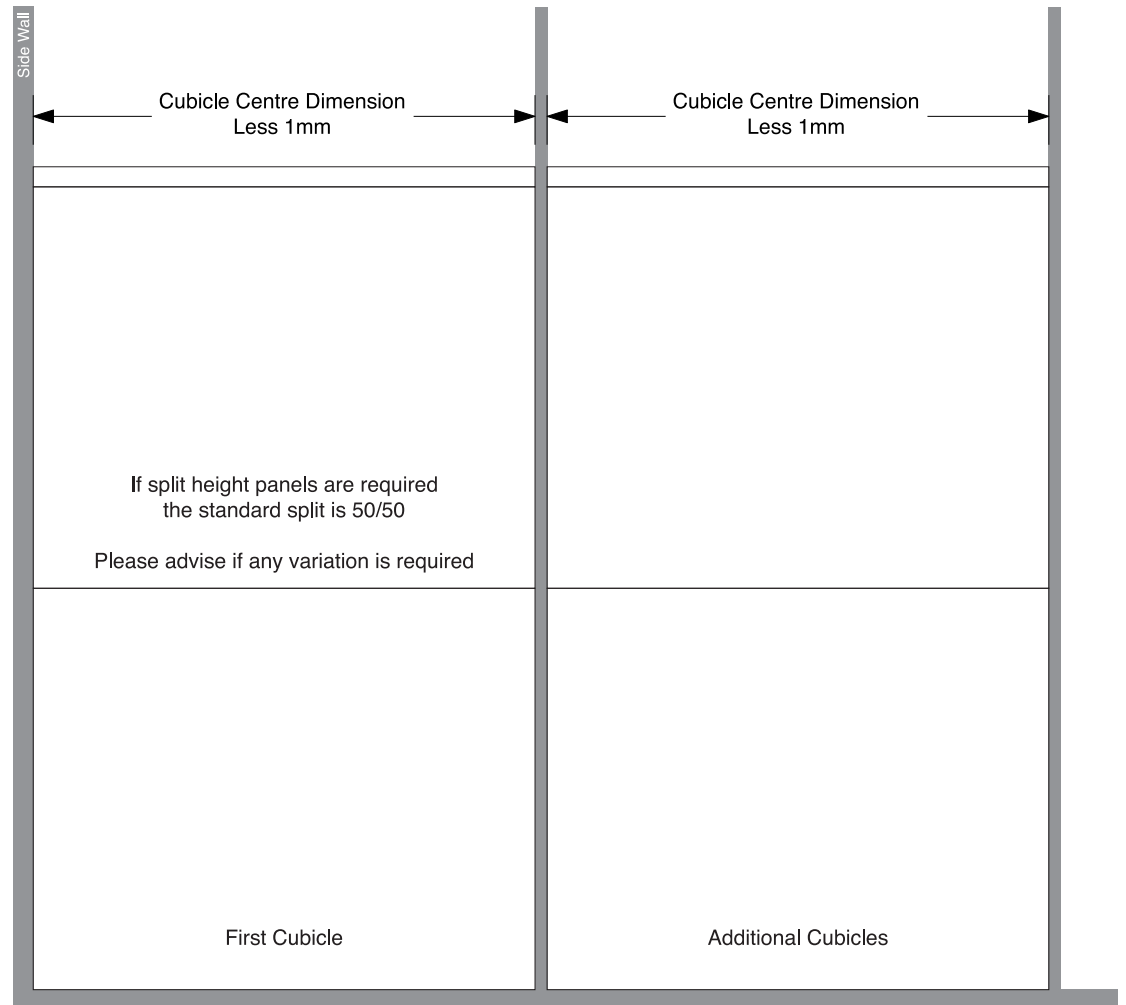 Side Wall
Cubicle Centre Dimension
Less 1mm
Cubicle Centre Dimension
Less 1mm
If split height panels are required
the standard split is 50/50
Please advise if any variation is required
First Cubicle
Additional Cubicles